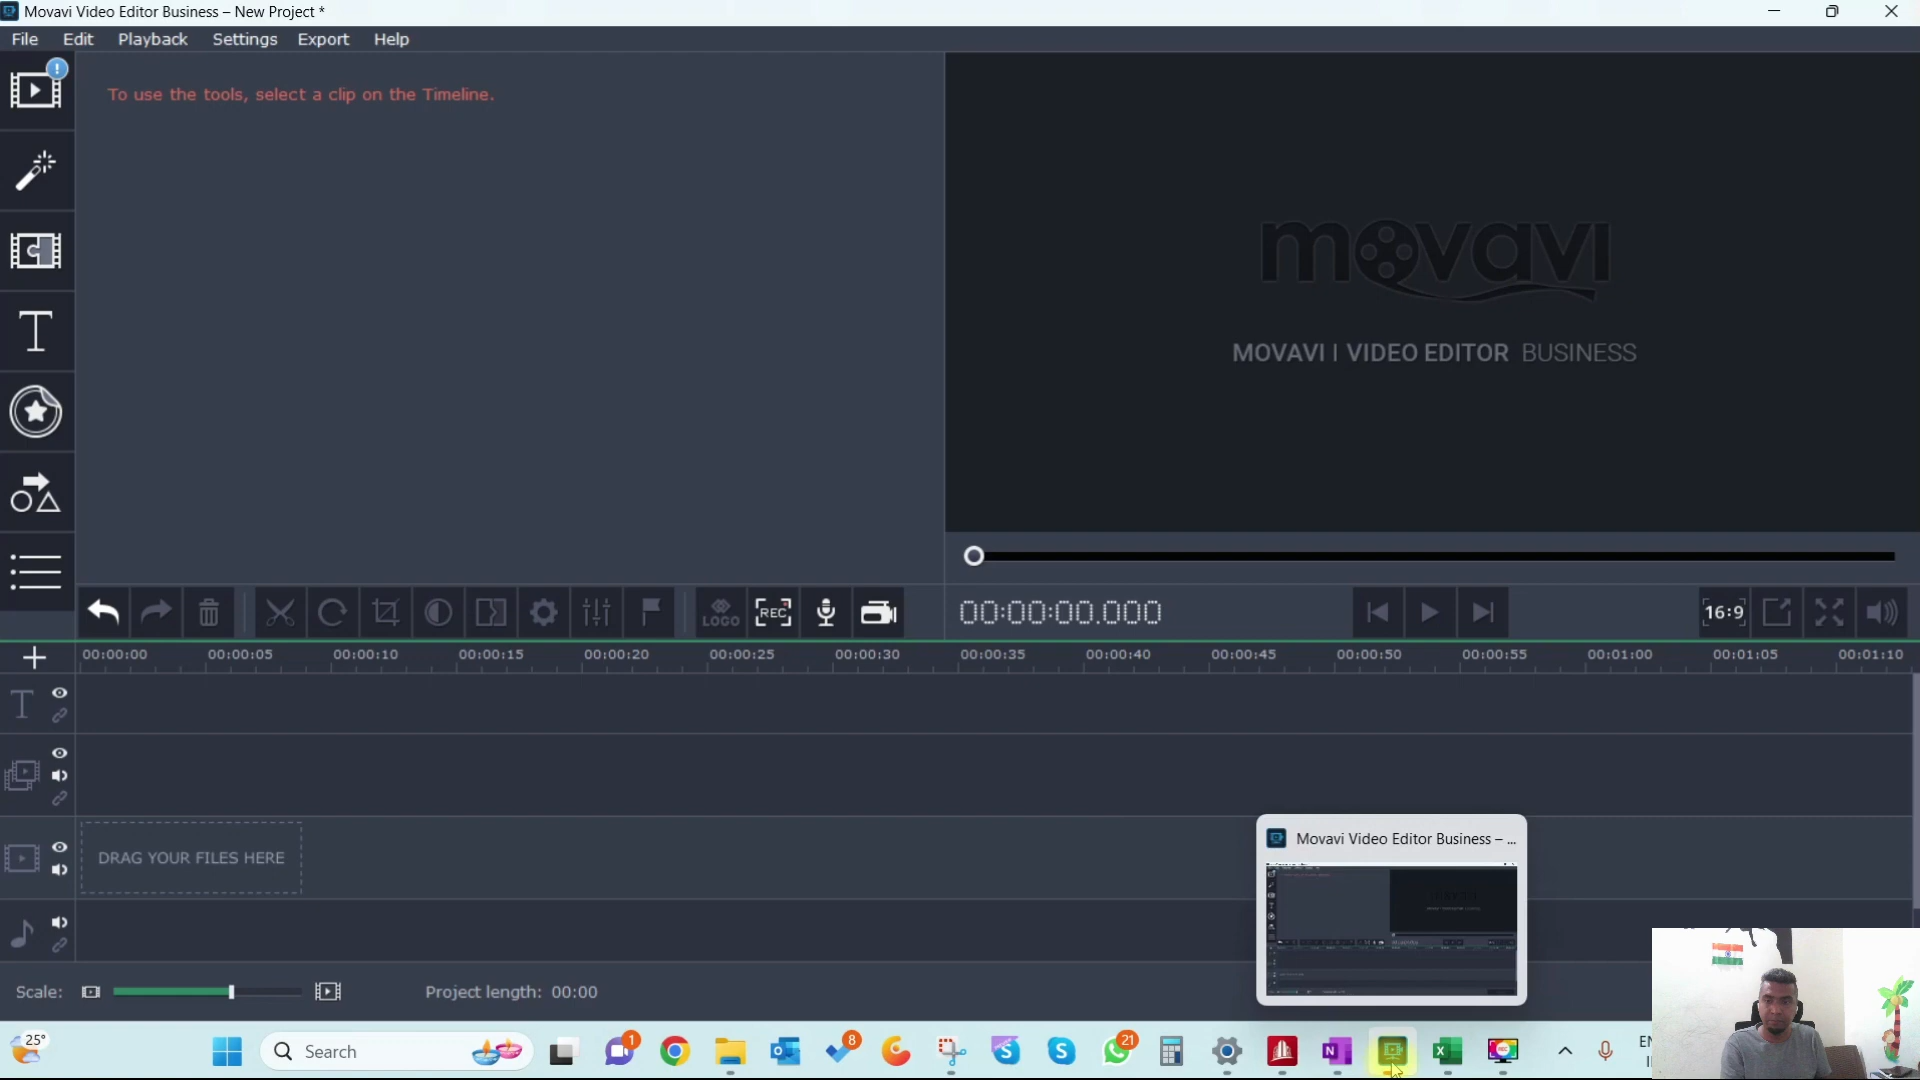 Movavi Video Editor Business – New Project *
File Edit Playback Settings Export Help
To use the tools, select a clip on the Timeline.
movavi
MOVAVI | VIDEO EDITOR BUSINESS
LOGO
REC
00:00:00.000
16:9
00:00:00 00:00:05 00:00:10 00:00:15 00:00:20 00:00:25 00:00:30 00:00:35 00:00:40 00:00:45 00:00:50 00:00:55 00:01:00 00:01:05 00:01:10
T
DRAG YOUR FILES HERE
Movavi Video Editor Business – ...
Scale:
Project length: 00:00
25°
Search
1
8
21